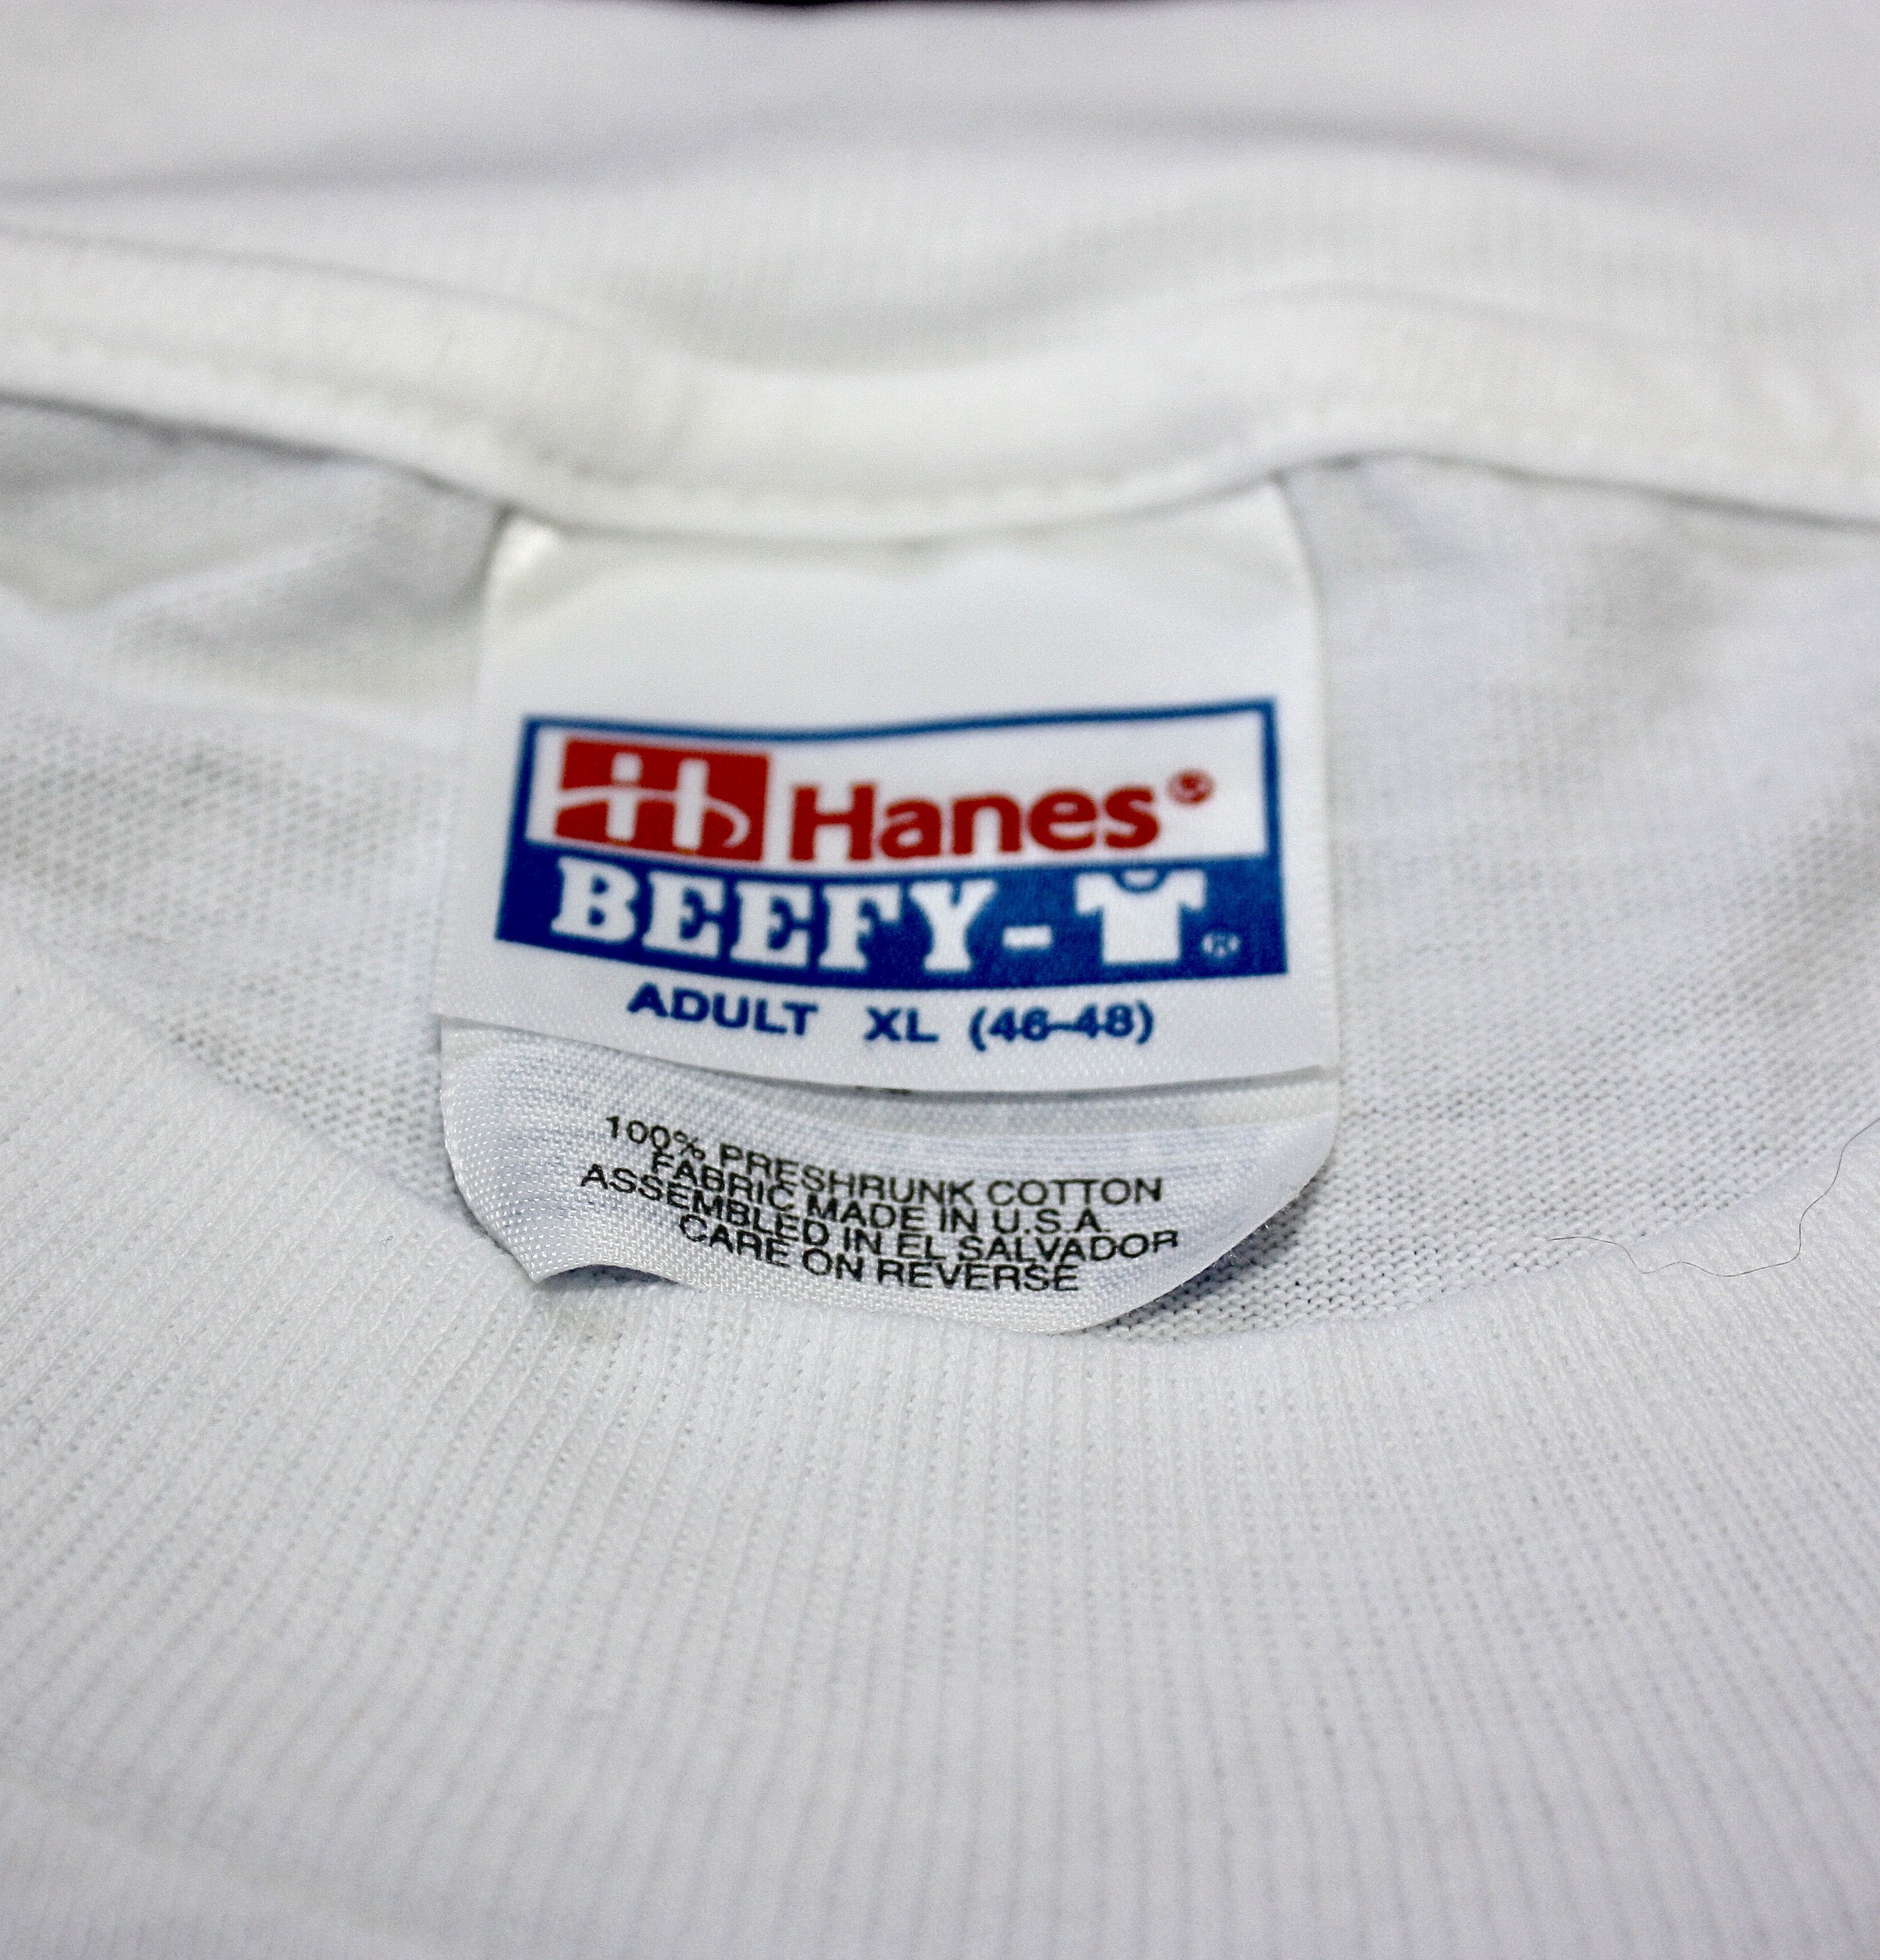 Hanes®
BEEFY-T®
ADULT XL (46-48)
100% PRESHRUNK COTTON
FABRIC MADE IN U.S.A.
ASSEMBLED IN EL SALVADOR
CARE ON REVERSE